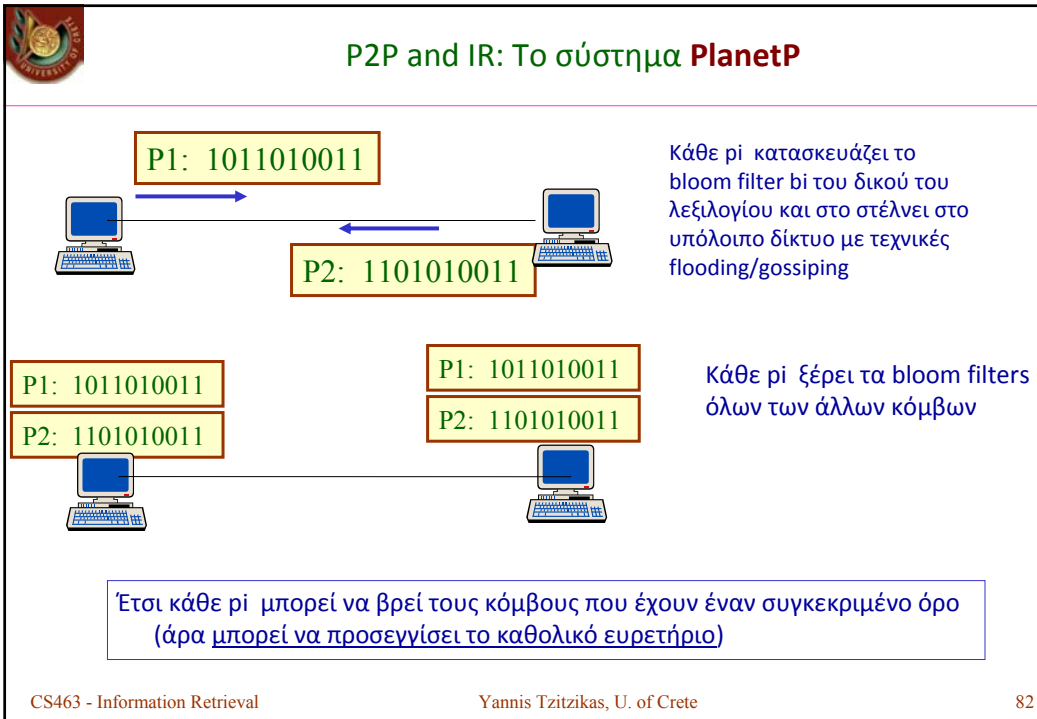 P2P and IR: Το σύστημα PlanetP
P1: 1011010011
P2: 1101010011
Κάθε pi κατασκευάζει το
bloom filter bi του δικού του
λεξιλογίου και στο στέλνει στο
υπόλοιπο δίκτυο με τεχνικές
flooding/gossiping
P1: 1011010011
P2: 1101010011
P1: 1011010011
P2: 1101010011
Κάθε pi ξέρει τα bloom filters
όλων των άλλων κόμβων
Έτσι κάθε pi μπορεί να βρεί τους κόμβους που έχουν έναν συγκεκριμένο όρο
(άρα μπορεί να προσεγγίσει το καθολικό ευρετήριο)
CS463 - Information Retrieval
Yannis Tzitzikas, U. of Crete
82